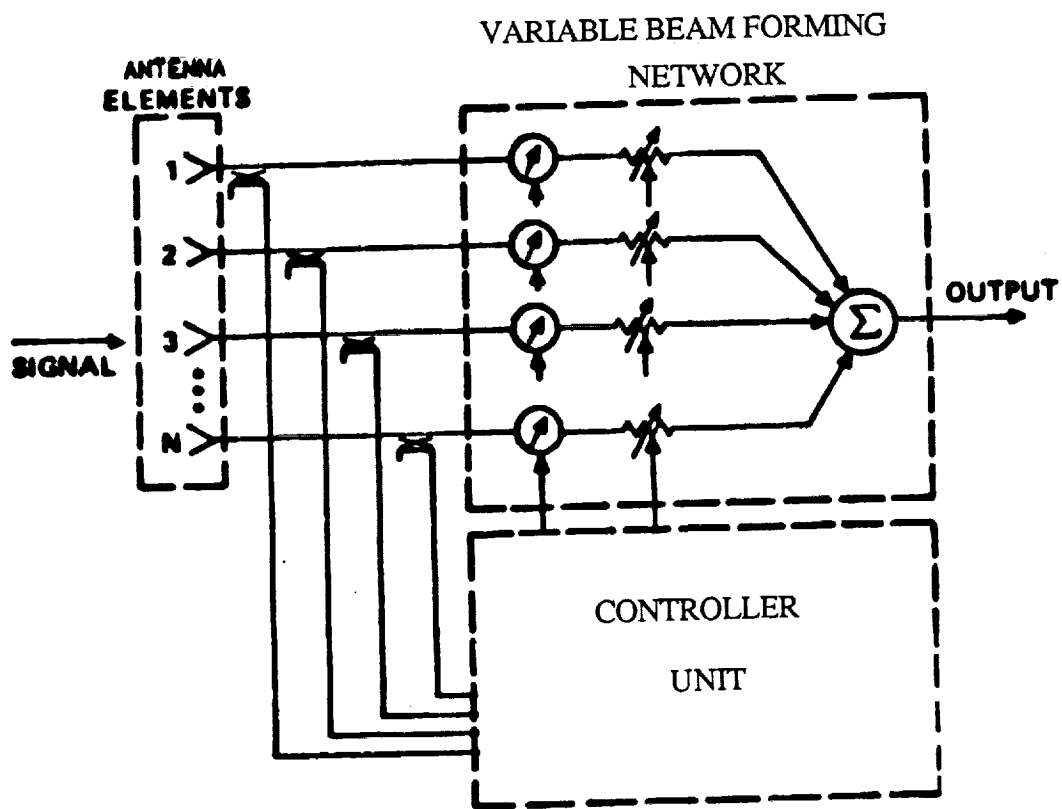 VARIABLE BEAM FORMING
NETWORK
ANTENNA
ELEMENTS
1
2
3
N
SIGNAL
Σ
OUTPUT
CONTROLLER
UNIT